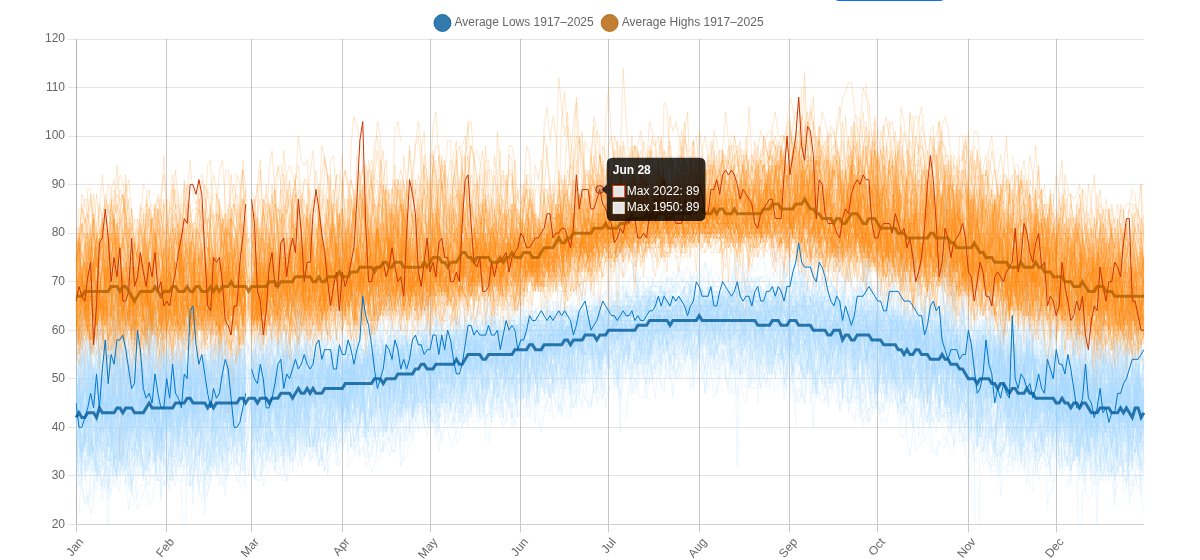 Average Lows 1917–2025 Average Highs 1917–2025
120
110
100
90
80
70
60
50
40
30
20
Jun 28
Max 2022: 89
Max 1950: 89
Jan Feb Mar Apr May Jun Jul Aug Sep Oct Nov Dec